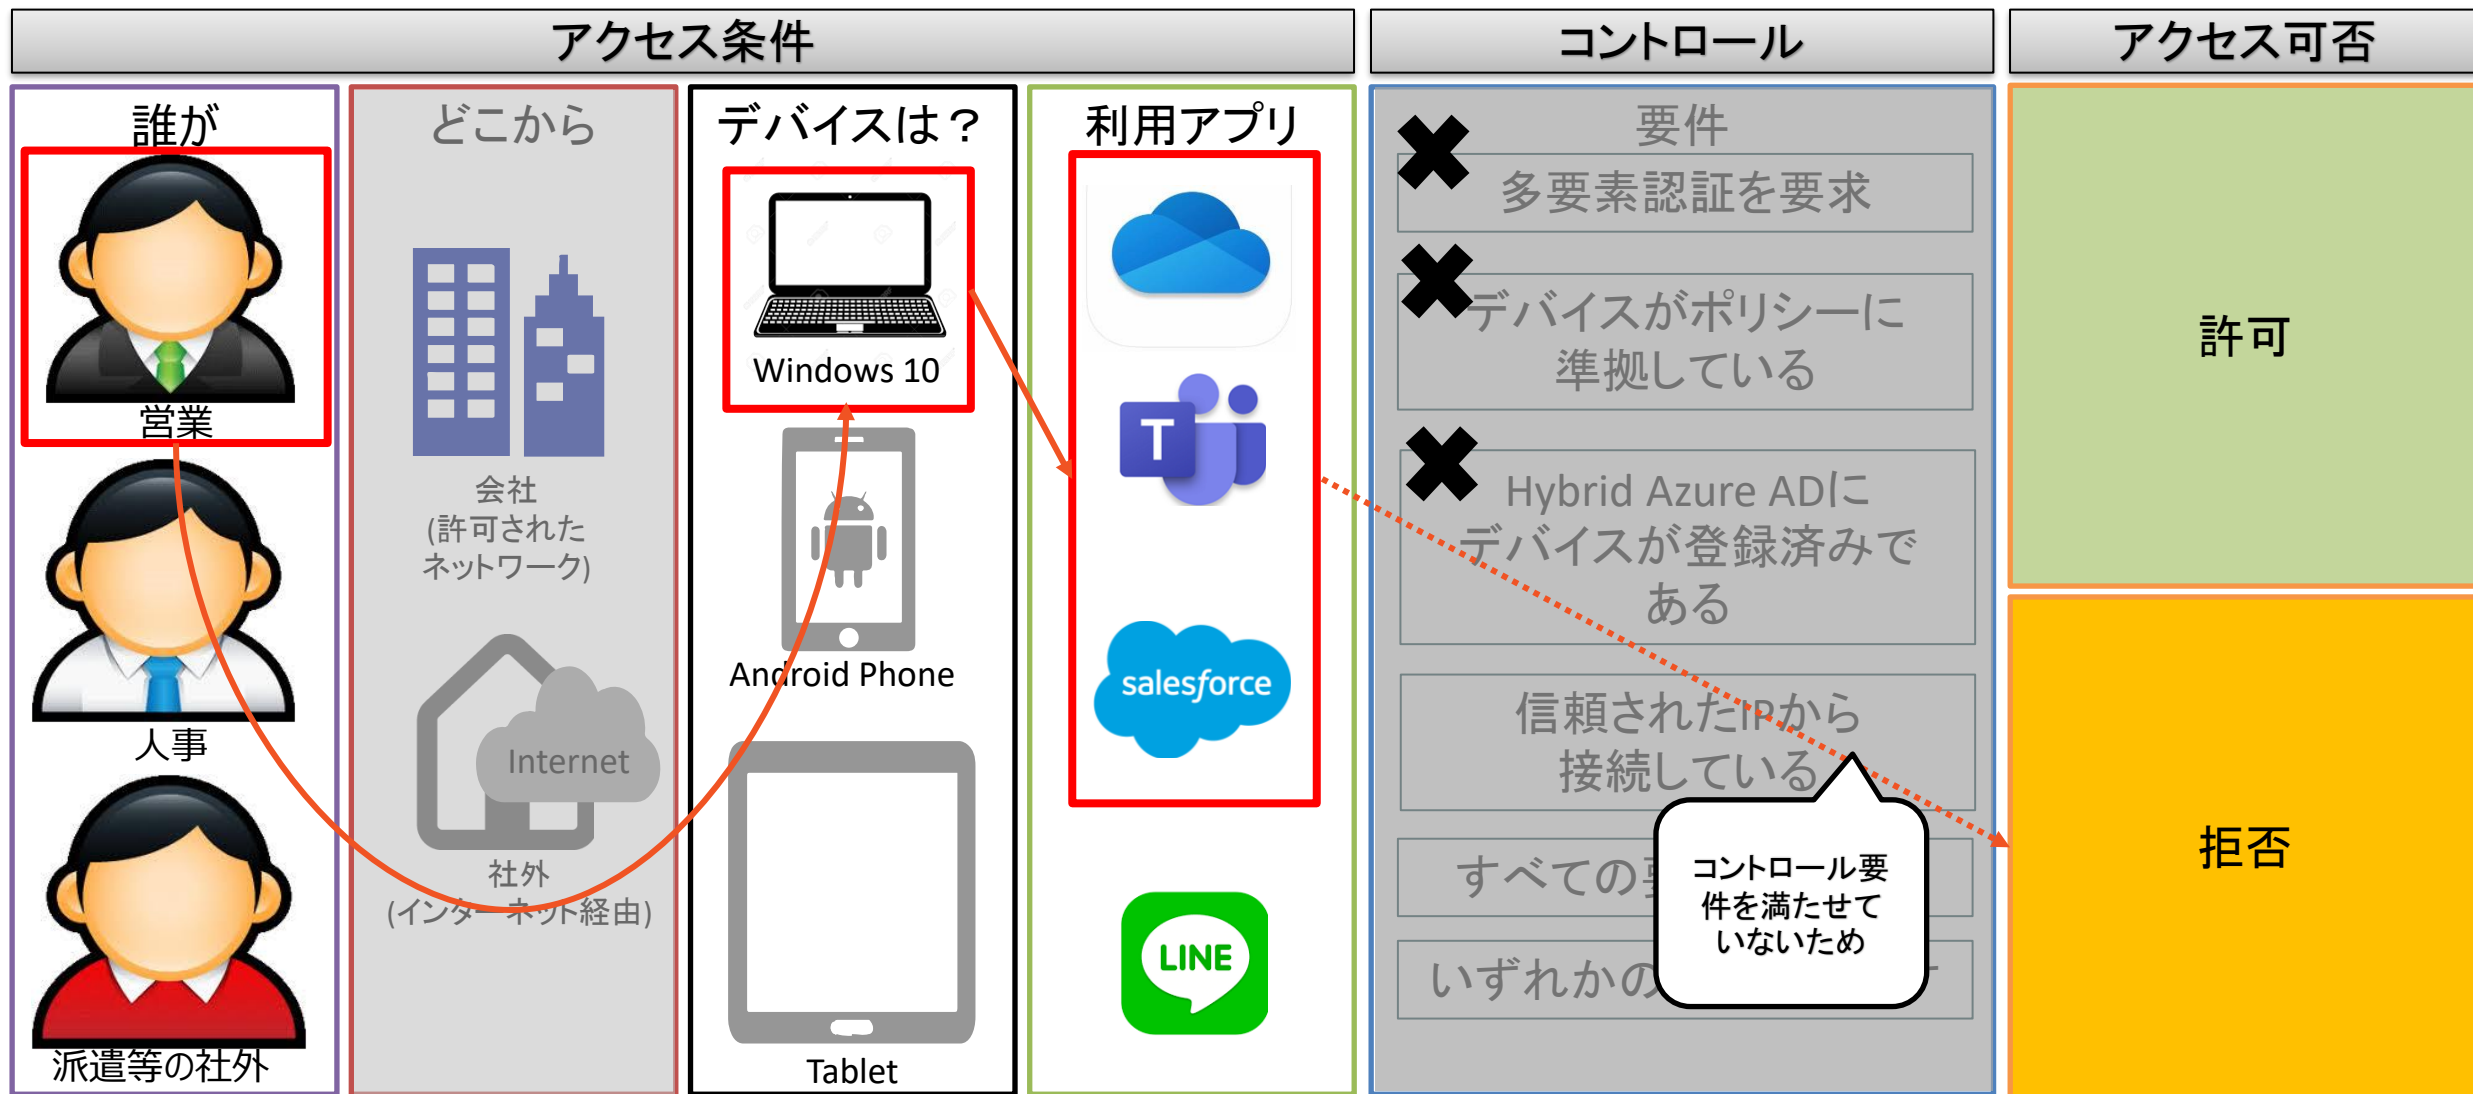 アクセス条件
コントロール
アクセス可否
誰が
営業
人事
派遣等の社外
どこから
会社
(許可された
ネットワーク)
Internet
社外
(インターネット経由)
デバイスは？
Windows 10
Android Phone
Tablet
利用アプリ
T
salesforce
LINE
要件
多要素認証を要求
デバイスがポリシーに
準拠している
Hybrid Azure ADに
デバイスが登録済みで
ある
信頼されたIPから
接続している
すべての
いずれかの
コントロール要
件を満たせて
いないため
許可
拒否